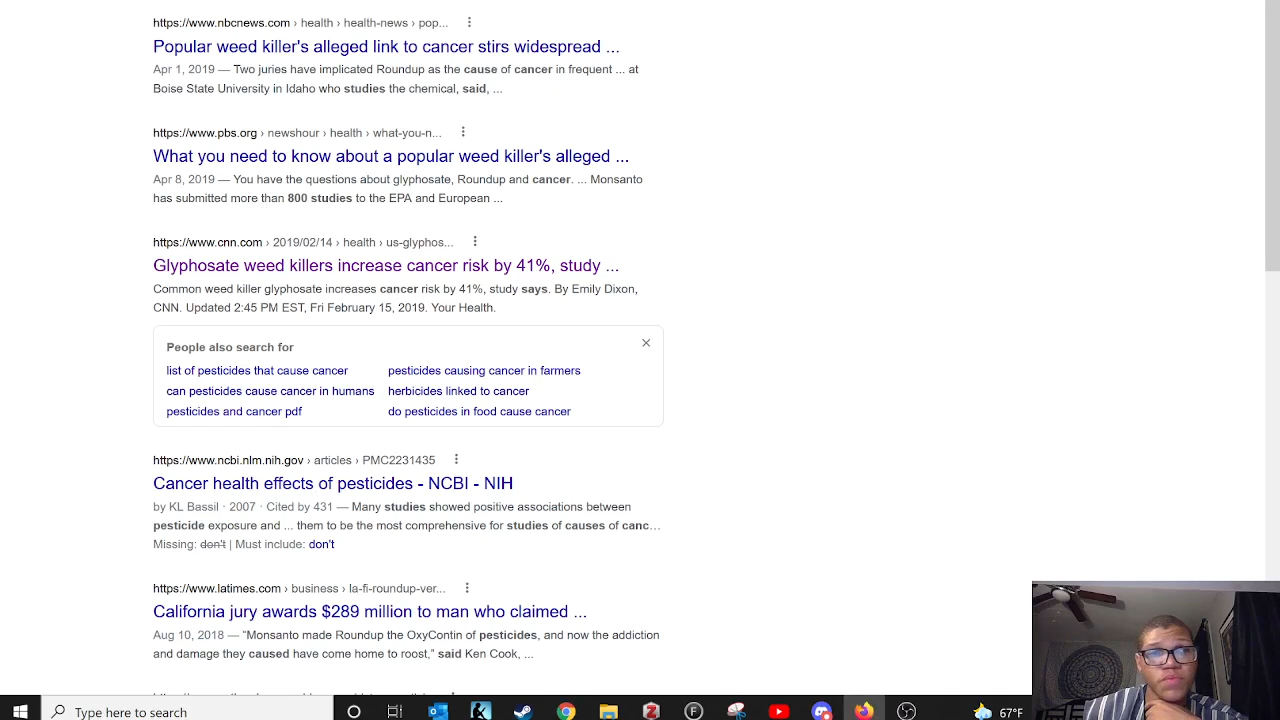 https://www.nbcnews.com › health › health-news › pop...
Popular weed killer's alleged link to cancer stirs widespread ...
Apr 1, 2019 — Two juries have implicated Roundup as the cause of cancer in frequent ... at
Boise State University in Idaho who studies the chemical, said, ...
https://www.pbs.org › newshour › health › what-you-n...
What you need to know about a popular weed killer's alleged ...
Apr 8, 2019 — You have the questions about glyphosate, Roundup and cancer. ... Monsanto
has submitted more than 800 studies to the EPA and European ...
https://www.cnn.com › 2019/02/14 › health › us-glyphos...
Glyphosate weed killers increase cancer risk by 41%, study ...
Common weed killer glyphosate increases cancer risk by 41%, study says. By Emily Dixon,
CNN. Updated 2:45 PM EST, Fri February 15, 2019. Your Health.
People also search for
list of pesticides that cause cancer pesticides causing cancer in farmers
can pesticides cause cancer in humans herbicides linked to cancer
pesticides and cancer pdf do pesticides in food cause cancer
https://www.ncbi.nlm.nih.gov › articles › PMC2231435
Cancer health effects of pesticides - NCBI - NIH
by KL Bassil · 2007 · Cited by 431 — Many studies showed positive associations between
pesticide exposure and ... them to be the most comprehensive for studies of causes of canc...
Missing: don't | Must include: don't
https://www.latimes.com › business › la-fi-roundup-ver...
California jury awards $289 million to man who claimed ...
Aug 10, 2018 — "Monsanto made Roundup the OxyContin of pesticides, and now the addiction
and damage they caused have come home to roost," said Ken Cook, ...
Type here to search
67°F